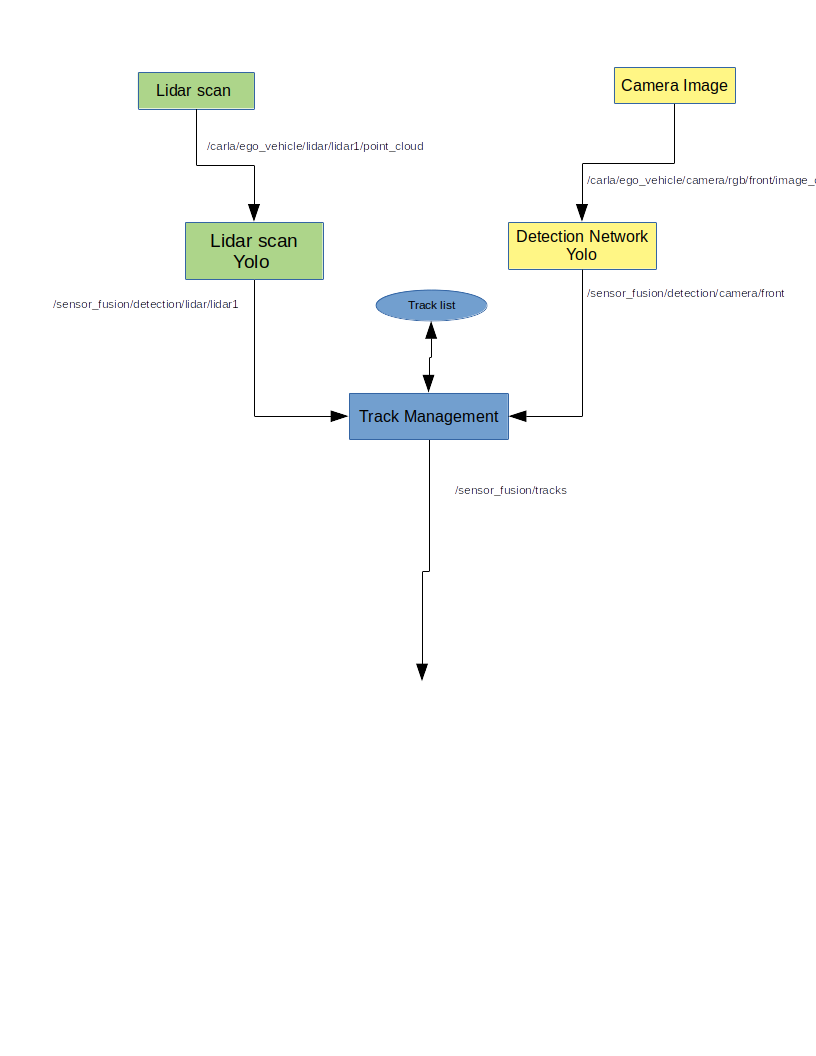 Lidar scan
Camera Image
/carla/ego_vehicle/lidar/lidar1/point_cloud
/carla/ego_vehicle/camera/rgb/front/image_
Lidar scan
Yolo
Detection Network
Yolo
/sensor_fusion/detection/lidar/lidar1
Track list
/sensor_fusion/detection/camera/front
Track Management
/sensor_fusion/tracks